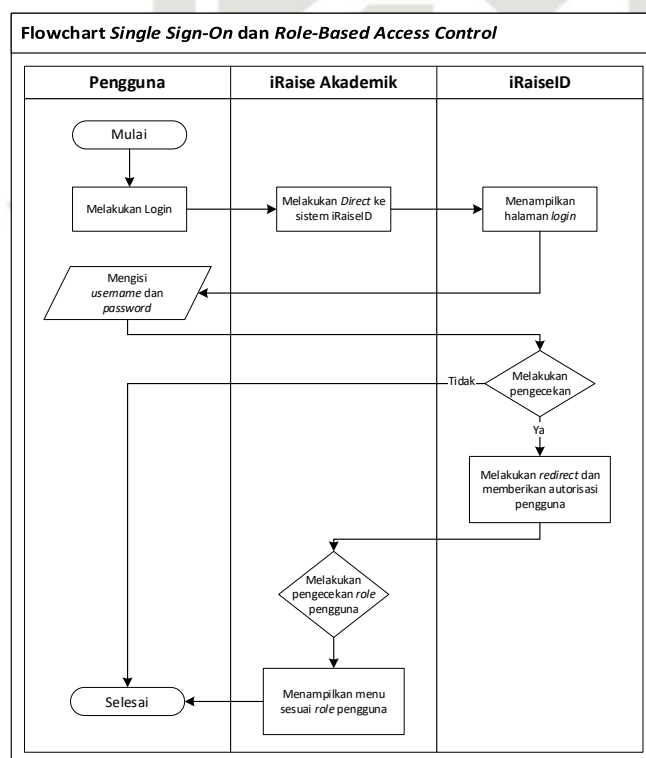 Flowchart Single Sign-On dan Role-Based Access Control
Pengguna
iRaise Akademik
iRaiseID
Mulai
Melakukan Login
Melakukan Direct ke
sistem iRaiseID
Menampilkan
halaman login
Mengisi
username dan
password
Melakukan
pengecekan
Tidak
Ya
Melakukan redirect dan
memberikan autorisasi
pengguna
Melakukan
pengecekan role
pengguna
Menampilkan menu
sesuai role pengguna
Selesai